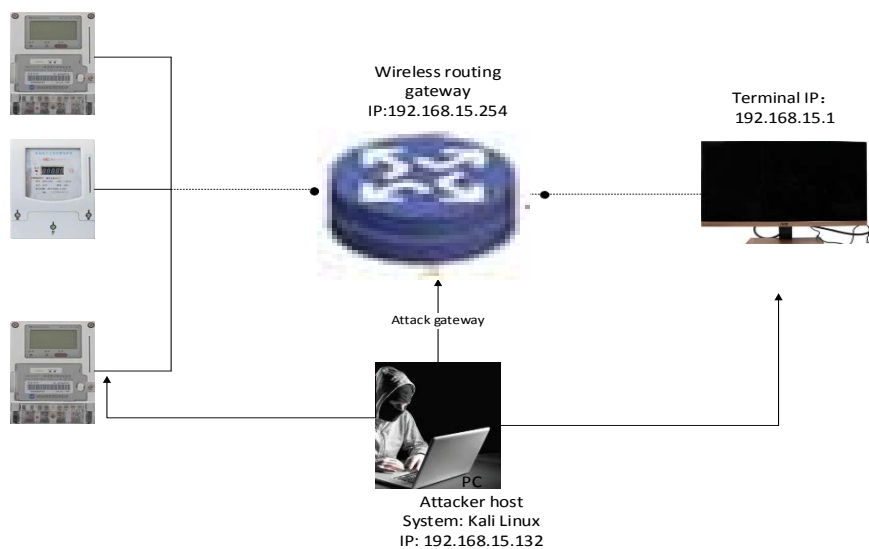 Wireless routing
gateway
IP:192.168.15.254
Terminal IP：
192.168.15.1
Attack gateway
PC
Attacker host
System: Kali Linux
IP: 192.168.15.132